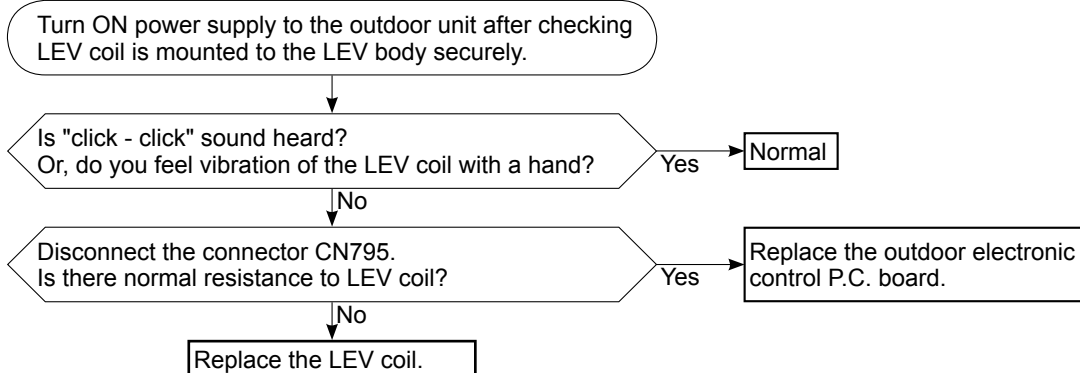 Turn ON power supply to the outdoor unit after checking
LEV coil is mounted to the LEV body securely.
Is "click - click" sound heard?
Or, do you feel vibration of the LEV coil with a hand?
Yes
Normal
No
Disconnect the connector CN795.
Is there normal resistance to LEV coil?
Yes
Replace the outdoor electronic
control P.C. board.
No
Replace the LEV coil.